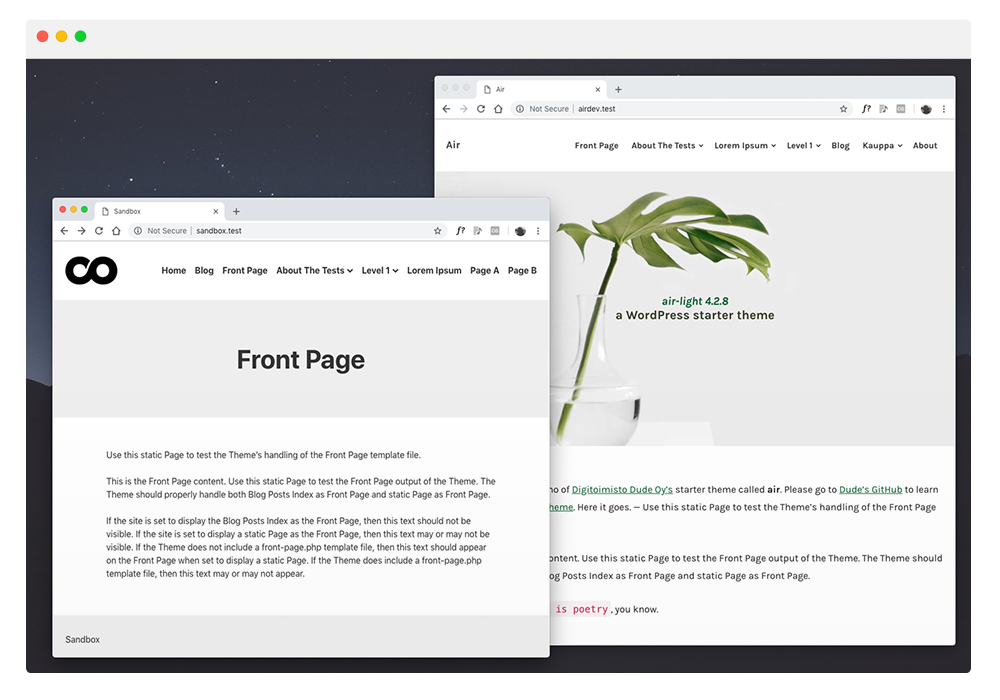 Air
Not Secure | airdev.test
f?
Air
Front Page
About The Tests
Lorem Ipsum
Level 1
Blog
Kauppa
About
air-light 4.2.8
a WordPress starter theme
of Digitoimisto Dude Oy's starter theme called air. Please go to Dude's GitHub to learn
. Here it goes. — Use this static Page to test the Theme's handling of the Front Page
Use this static Page to test the Front Page output of the Theme. The Theme should
Posts Index as Front Page and static Page as Front Page.
is poetry, you know.
Sandbox
Not Secure | sandbox.test
f?
Home
Blog
Front Page
About The Tests
Level 1
Lorem Ipsum
Page A
Page B
Front Page
Use this static Page to test the Theme's handling of the Front Page template file.
This is the Front Page content. Use this static Page to test the Front Page output of the Theme. The
Theme should properly handle both Blog Posts Index as Front Page and static Page as Front Page.
If the site is set to display the Blog Posts Index as the Front Page, then this text should not be
visible. If the site is set to display a static Page as the Front Page, then this text may or may not be
visible. If the Theme does not include a front-page.php template file, then this text should appear
on the Front Page when set to display a static Page. If the Theme does include a front-page.php
template file, then this text may or may not appear.
Sandbox